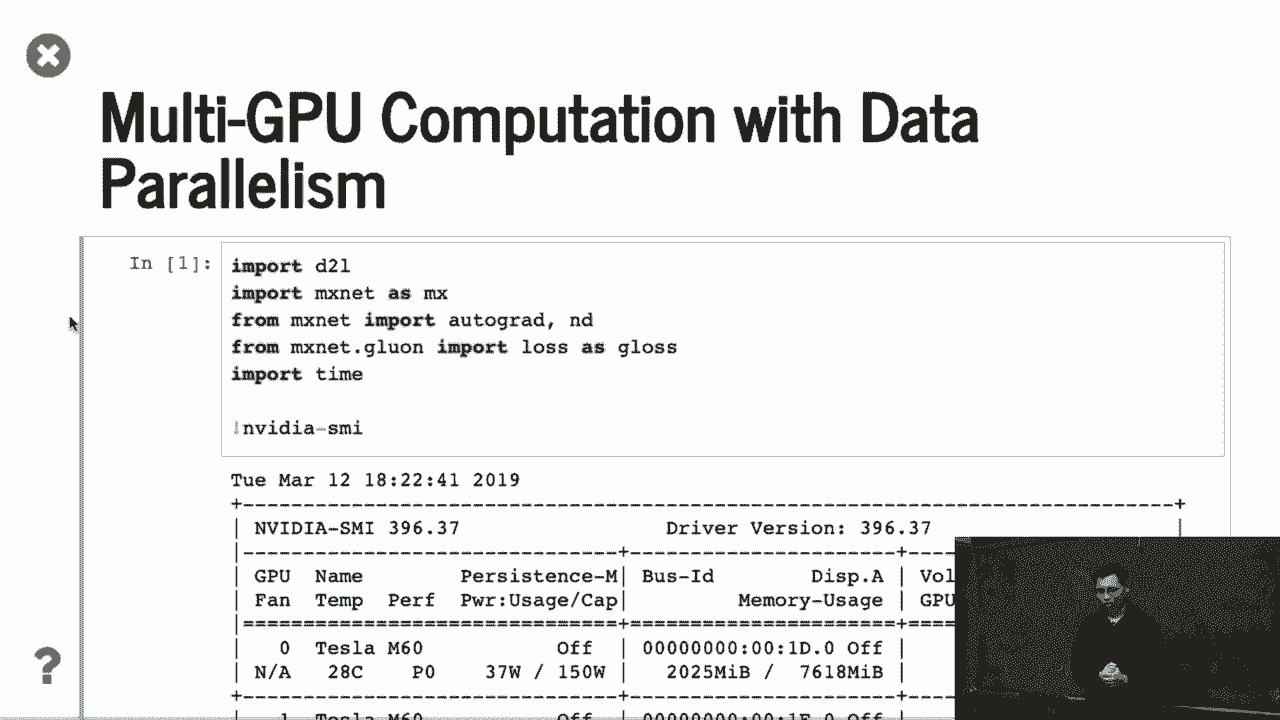 Multi-GPU Computation with Data
Parallelism
In [1]:
import d2l
import mxnet as mx
from mxnet import autograd, nd
from mxnet.gluon import loss as gloss
import time
!nvidia-smi
Tue Mar 12 18:22:41 2019
+-----------------------------------------------------------------------------+
| NVIDIA-SMI 396.37                 Driver Version: 396.37                    |
|-------------------------------+----------------------+
| GPU  Name        Persistence-M| Bus-Id        Disp.A | Vol
| Fan  Temp  Perf  Pwr:Usage/Cap|         Memory-Usage | GPU
|===============================+======================+====
|   0  Tesla M60           Off  | 00000000:00:1D.0 Off |
| N/A   28C    P0    37W / 150W |   2025MiB /  7618MiB |
+-------------------------------+----------------------+
|   1  Tesla M60           Off  | 00000000:00:1E.0 Off |
?